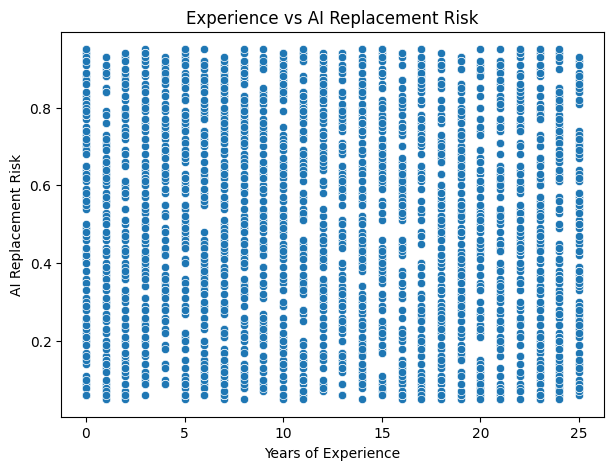 Experience vs AI Replacement Risk
AI Replacement Risk
0.8
0.6
0.4
0.2
0 5 10 15 20 25
Years of Experience